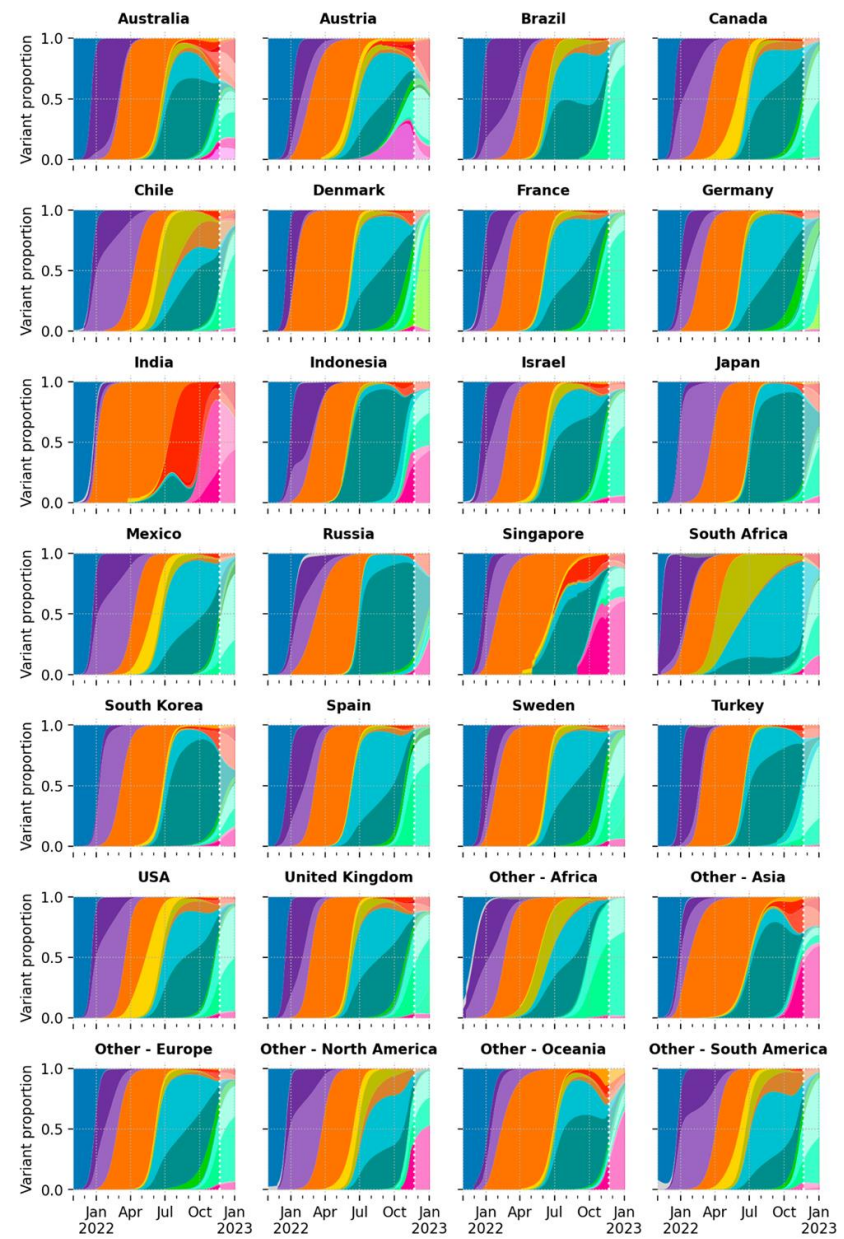 Australia Austria Brazil Canada
Variant proportion
1.0
0.5
0.0
Chile Denmark France Germany
Variant proportion
1.0
0.5
0.0
India Indonesia Israel Japan
Variant proportion
1.0
0.5
0.0
Mexico Russia Singapore South Africa
Variant proportion
1.0
0.5
0.0
South Korea Spain Sweden Turkey
Variant proportion
1.0
0.5
0.0
USA United Kingdom Other - Africa Other - Asia
Variant proportion
1.0
0.5
0.0
Other - Europe Other - North America Other - Oceania Other - South America
Variant proportion
1.0
0.5
0.0
Jan Apr Jul Oct Jan Jan Apr Jul Oct Jan Jan Apr Jul Oct Jan Jan Apr Jul Oct Jan
2022 2023 2022 2023 2022 2023 2022 2023